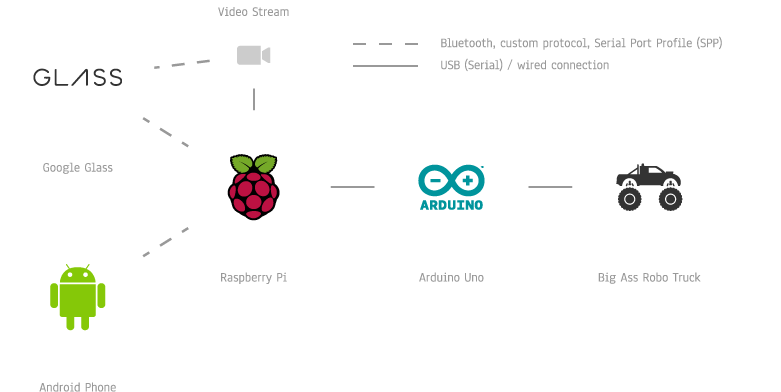 Video Stream
Bluetooth, custom protocol, Serial Port Profile (SPP)
USB (Serial) / wired connection
GLASS
Google Glass
ARDUINO
Raspberry Pi
Arduino Uno
Big Ass Robo Truck
Android Phone